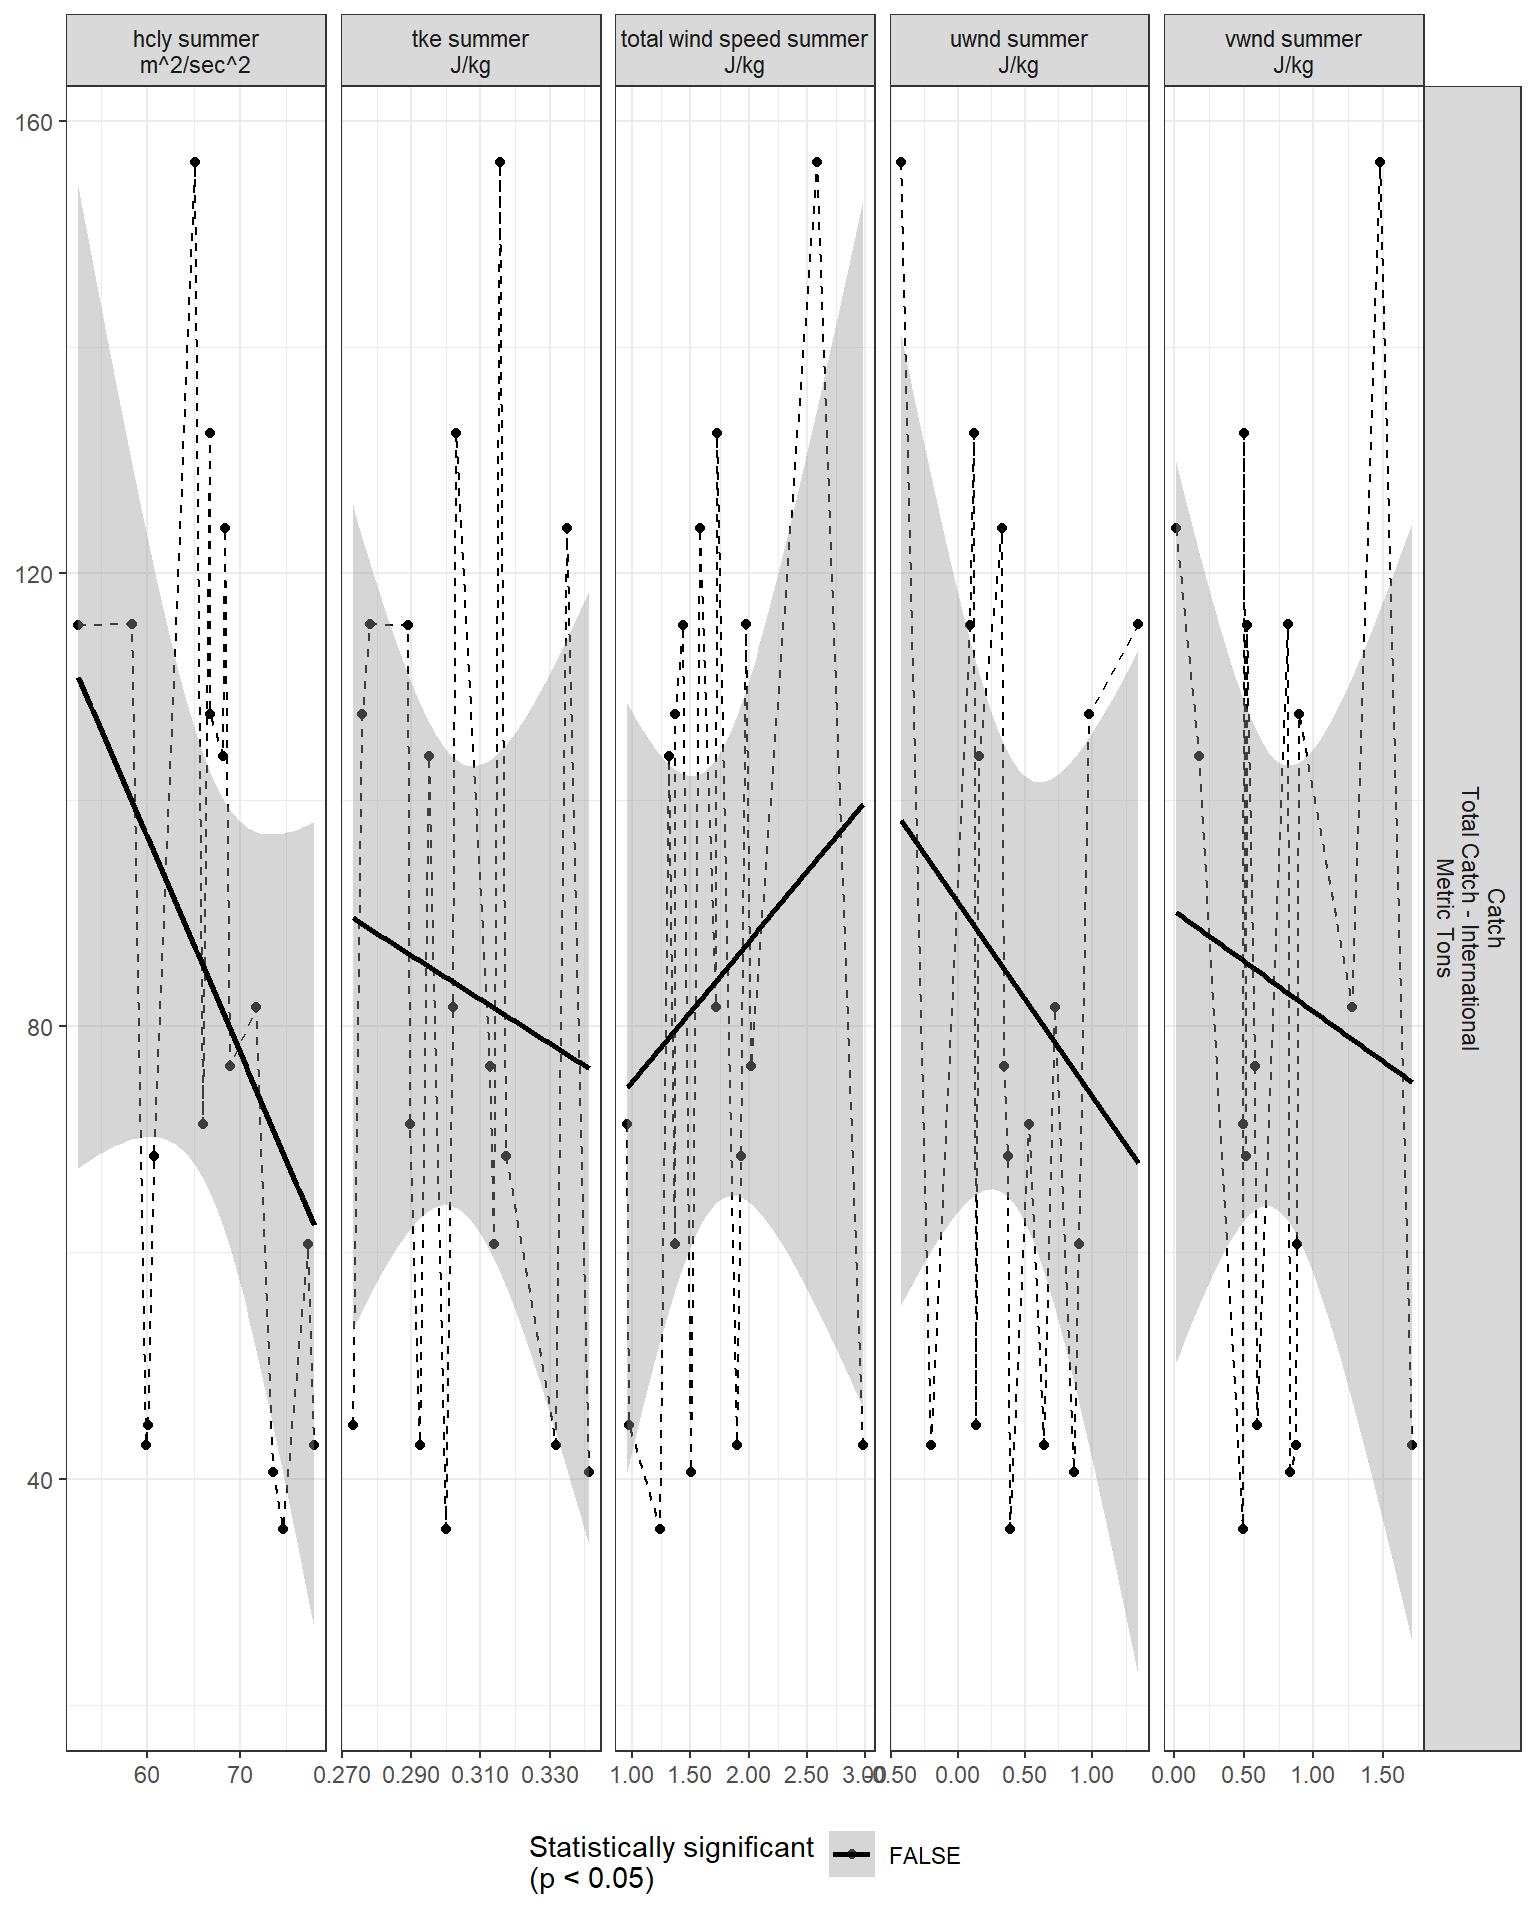 hcly summer
m^2/sec^2
tke summer
J/kg
total wind speed summer
J/kg
uwnd summer
J/kg
vwnd summer
J/kg
160
120
80
40
Catch
Total Catch - International
Metric Tons
60 70
0.270 0.290 0.310 0.330
1.00 1.50 2.00 2.50 3.00
-0.50 0.00 0.50 1.00
0.00 0.50 1.00 1.50
Statistically significant
(p < 0.05)
FALSE